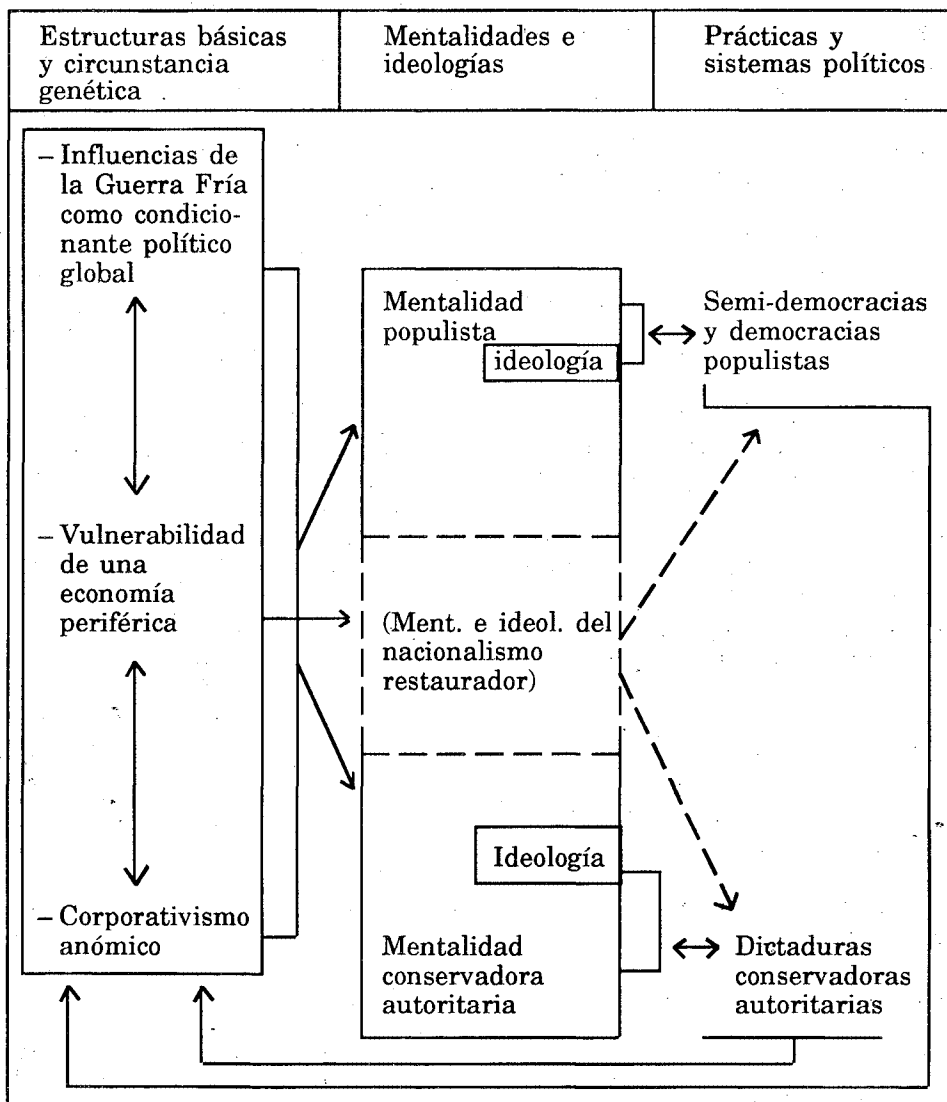 Estructuras básicas
y circunstancia
genética
Mentalidades e
ideologías
Prácticas y
sistemas políticos
– Influencias de
la Guerra Fría
como condicio-
nante político
global
– Vulnerabilidad
de una
economía
periférica
– Corporativismo
anómico
Mentalidad
populista
ideología
(Ment. e ideol. del
nacionalismo
restaurador)
Ideología
Mentalidad
conservadora
autoritaria
Semi-democracias
y democracias
populistas
Dictaduras
conservadoras
autoritarias